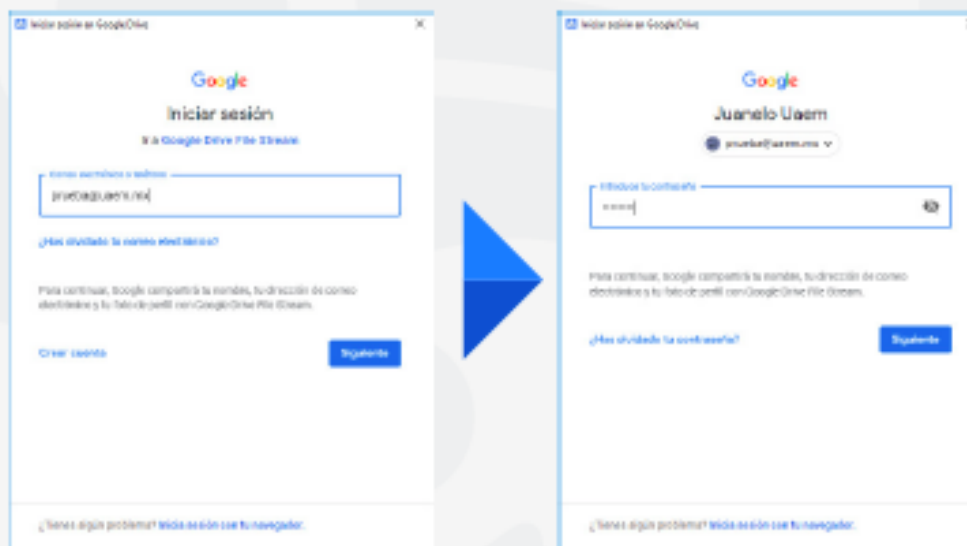 Iniciar sesión en Google Drive
Google
Iniciar sesión
Ir a Google Drive File Stream
Correo electrónico o teléfono
prueba@uaem.mx
¿Has olvidado tu correo electrónico?
Para continuar, Google compartirá tu nombre, tu dirección de correo
electrónico y tu foto de perfil con Google Drive File Stream.
Crear cuenta
Siguiente
¿Tienes algún problema? Inicia sesión con tu navegador.
Iniciar sesión en Google Drive
Google
Juanelo Uaem
prueba@uaem.mx
Introduce tu contraseña
¿Has olvidado tu contraseña?
Para continuar, Google compartirá tu nombre, tu dirección de correo
electrónico y tu foto de perfil con Google Drive File Stream.
Siguiente
¿Tienes algún problema? Inicia sesión con tu navegador.